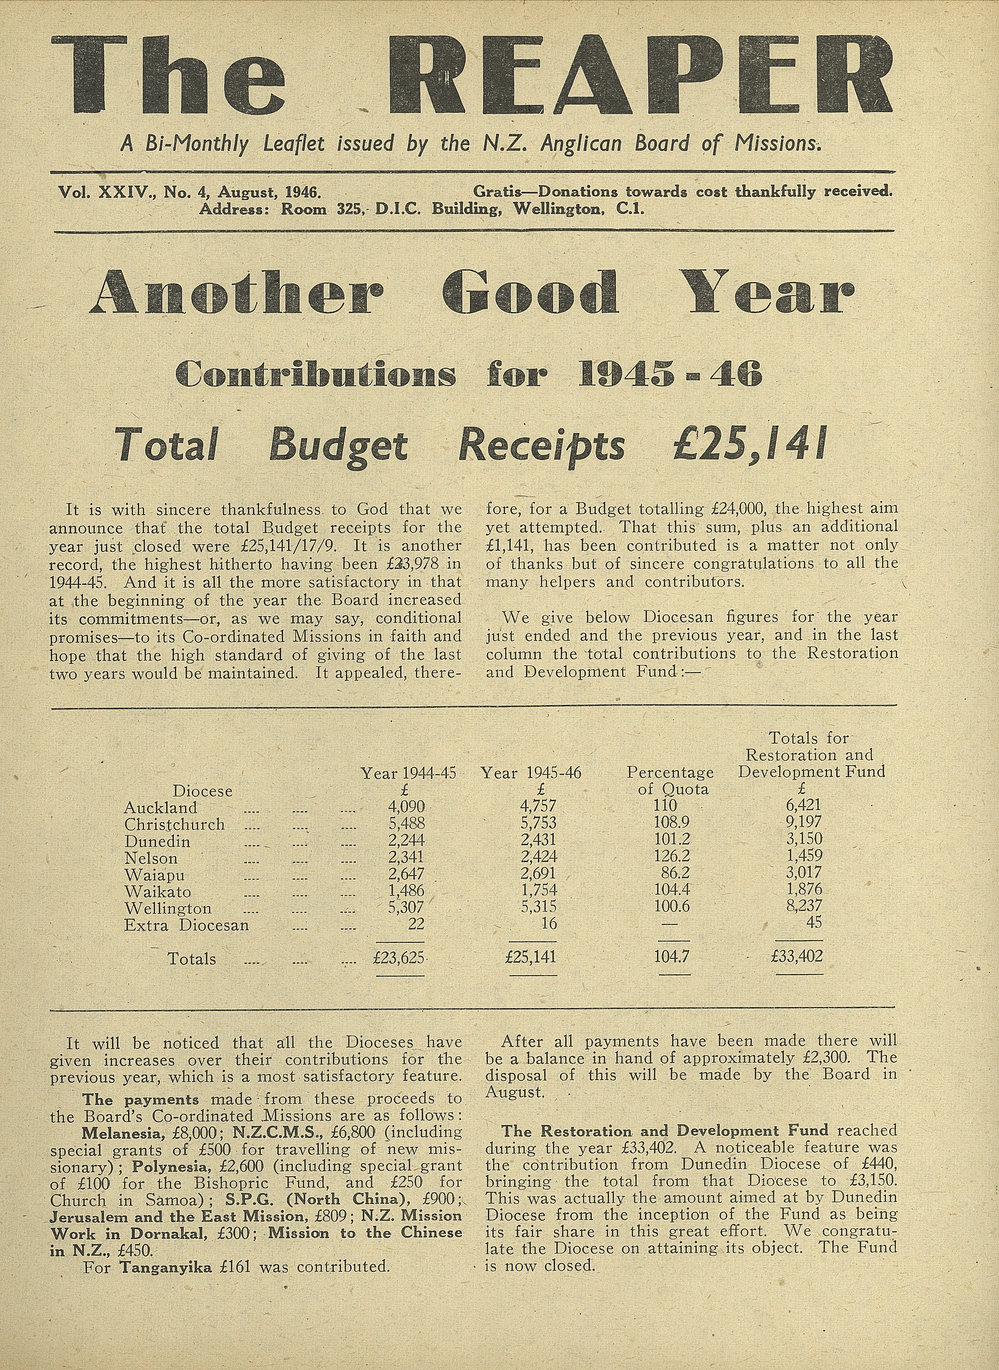 The REAPER
A Bi-Monthly Leaflet issued by the N.Z. Anglican Board of Missions.
Vol. XXIV., No. 4, August, 1946. Gratis—Donations towards cost thankfully received.
Address: Room 325, D.I.C. Building, Wellington, C.1.
Another Good Year
Contributions for 1945-46
Total Budget Receipts £25,141
It is with sincere thankfulness to God that we
announce that the total Budget receipts for the
year just closed were £25,141/17/9. It is another
record, the highest hitherto having been £23,978 in
1944-45. And it is all the more satisfactory in that
at the beginning of the year the Board increased
its commitments—or, as we may say, conditional
promises—to its Co-ordinated Missions in faith and
hope that the high standard of giving of the last
two years would be maintained. It appealed, there-
fore, for a Budget totalling £24,000, the highest aim
yet attempted. That this sum, plus an additional
£1,141, has been contributed is a matter not only
of thanks but of sincere congratulations to all the
many helpers and contributors.
We give below Diocesan figures for the year
just ended and the previous year, and in the last
column the total contributions to the Restoration
and Development Fund:—
Totals for
Restoration and
Year 1944-45 Year 1945-46 Percentage Development Fund
Diocese £ £ of Quota £
Auckland .... .... .... 4,090 4,757 110 6,421
Christchurch .... .... .... 5,488 5,753 108.9 9,197
Dunedin .... .... .... 2,244 2,431 101.2 3,150
Nelson .... .... .... 2,341 2,424 126.2 1,459
Waiapu .... .... .... 2,647 2,691 86.2 3,017
Waikato .... .... .... 1,486 1,754 104.4 1,876
Wellington .... .... .... 5,307 5,315 100.6 8,237
Extra Diocesan .... .... 22 16 — 45
Totals .... .... .... £23,625 £25,141 104.7 £33,402
It will be noticed that all the Dioceses have
given increases over their contributions for the
previous year, which is a most satisfactory feature.
The payments made from these proceeds to
the Board's Co-ordinated Missions are as follows:
Melanesia, £8,000; N.Z.C.M.S., £6,800 (including
special grants of £500 for travelling of new mis-
sionary); Polynesia, £2,600 (including special grant
of £100 for the Bishopric Fund, and £250 for
Church in Samoa); S.P.G. (North China), £900;
Jerusalem and the East Mission, £809; N.Z. Mission
Work in Dornakal, £300; Mission to the Chinese
in N.Z., £450.
For Tanganyika £161 was contributed.
After all payments have been made there will
be a balance in hand of approximately £2,300. The
disposal of this will be made by the Board in
August.
The Restoration and Development Fund reached
during the year £33,402. A noticeable feature was
the contribution from Dunedin Diocese of £440,
bringing the total from that Diocese to £3,150.
This was actually the amount aimed at by Dunedin
Diocese from the inception of the Fund as being
its fair share in this great effort. We congratu-
late the Diocese on attaining its object. The Fund
is now closed.